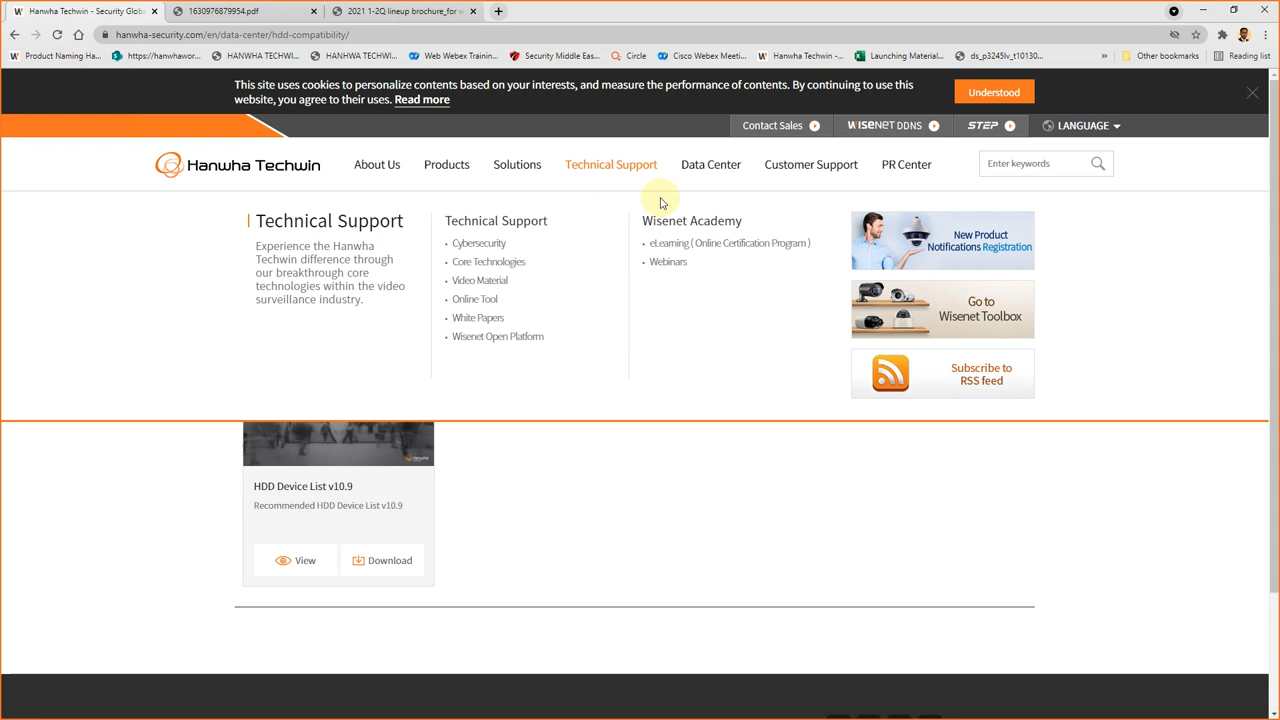 Hanwha Techwin - Security Glob
1630976879954.pdf
2021 1-2Q lineup brochure_for w
hanwha-security.com/en/data-center/hdd-compatibility/
Product Naming Ha...
https://hanwhawor...
HANWHA TECHWI...
HANHWA TECHWI...
Web Webex Training...
Security Middle Eas...
Circle
Cisco Webex Meeti...
Hanwha Techwin -...
Launching Material...
ds_p3245lv_t10130...
»
Other bookmarks
Reading list
This site uses cookies to personalize contents based on your interests, and measure the performance of contents. By continuing to use this
website, you agree to their uses. Read more
Understood
Contact Sales
WISENET DDNS
STEP
LANGUAGE
Hanwha Techwin
About Us
Products
Solutions
Technical Support
Data Center
Customer Support
PR Center
Enter keywords
Technical Support
Experience the Hanwha
Techwin difference through
our breakthrough core
technologies within the video
surveillance industry.
Technical Support
Cybersecurity
Core Technologies
Video Material
Online Tool
White Papers
Wisenet Open Platform
Wisenet Academy
eLearning ( Online Certification Program )
Webinars
New Product
Notifications Registration
Go to
Wisenet Toolbox
Subscribe to
RSS feed
Hanwha
HDD Device List v10.9
Recommended HDD Device List v10.9
View
Download